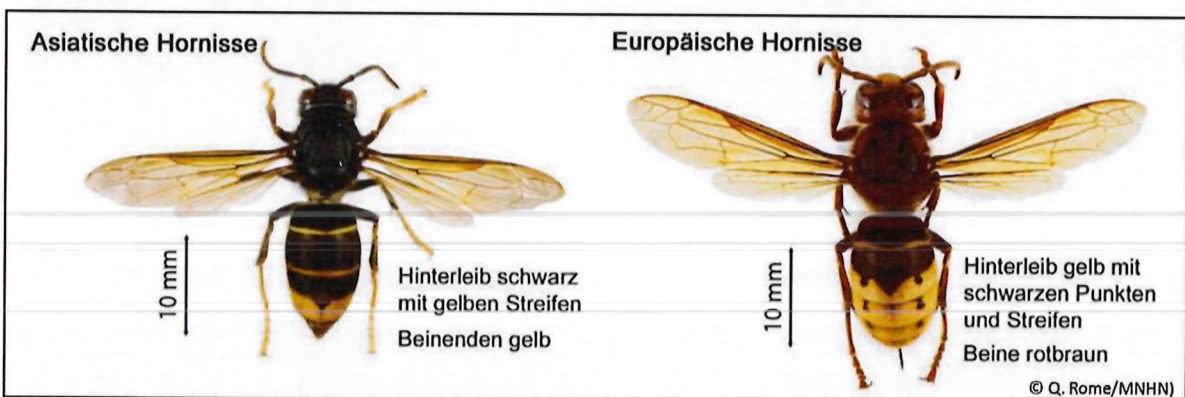 Asiatische Hornisse
10 mm
Hinterleib schwarz
mit gelben Streifen
Beinenden gelb
Europäische Hornisse
10 mm
Hinterleib gelb mit
schwarzen Punkten
und Streifen
Beine rotbraun
© Q. Rome/MNHN)